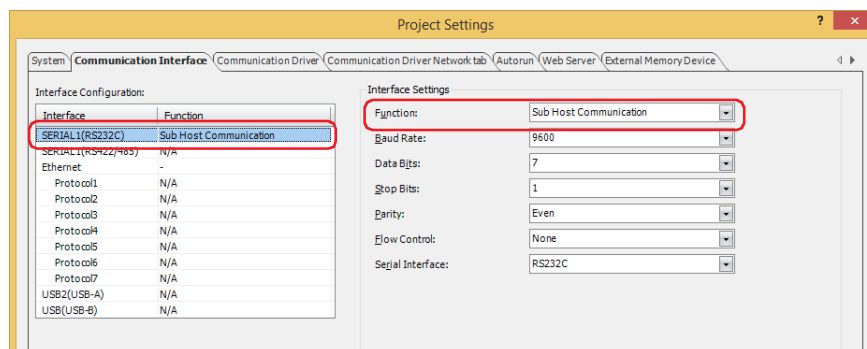 Project Settings
? ×
System Communication Interface Communication Driver Communication Driver Network tab Autorun Web Server External Memory Device
Interface Configuration:
Interface Function
SERIAL1(RS232C) Sub Host Communication
SERIAL1(RS422/485) N/A
Ethernet -
Protocol1 N/A
Protocol2 N/A
Protocol3 N/A
Protocol4 N/A
Protocol5 N/A
Protocol6 N/A
Protocol7 N/A
USB2(USB-A) N/A
USB(USB-B) N/A
Interface Settings
Function: Sub Host Communication
Baud Rate: 9600
Data Bits: 7
Stop Bits: 1
Parity: Even
Flow Control: None
Serial Interface: RS232C